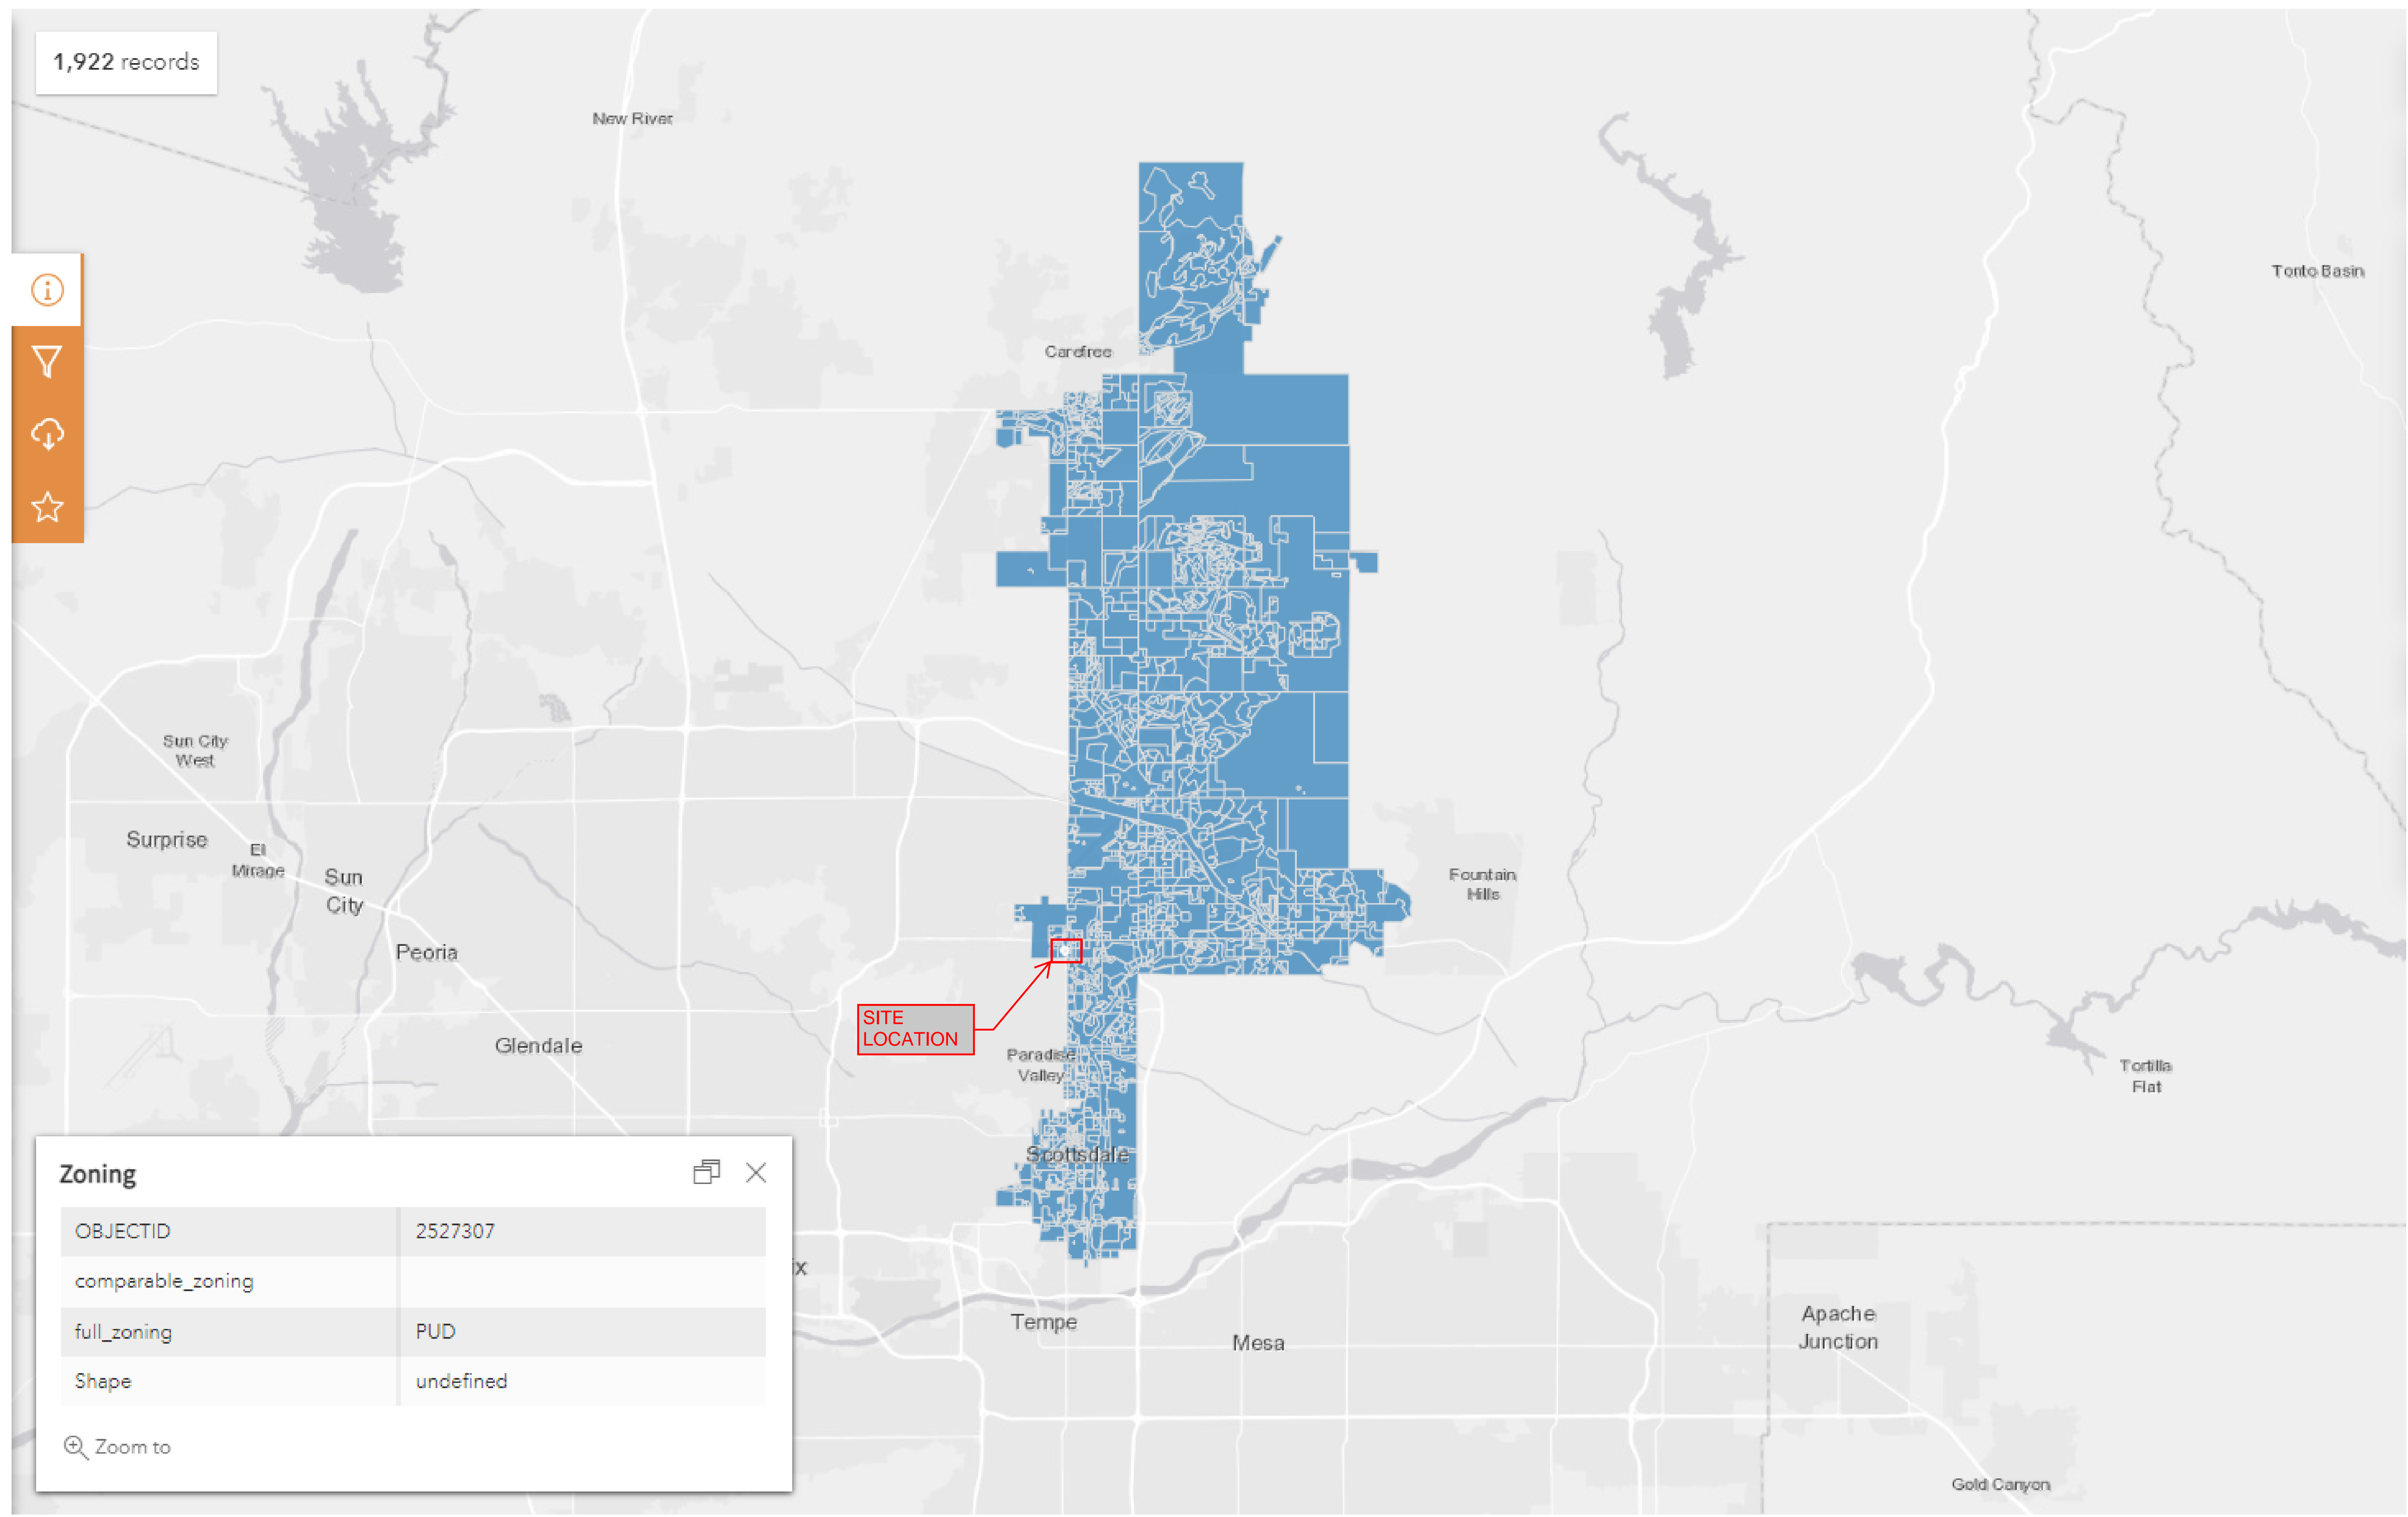 1,922 records
New River
Tonto Basin
Carefree
Sun City
West
Surprise
El
Mirage
Sun
City
Fountain
Hills
Peoria
SITE
LOCATION
Glendale
Paradise
Valley
Tortilla
Flat
Scottsdale
Zoning
OBJECTID 2527307
comparable_zoning
full_zoning PUD
Shape undefined
Zoom to
ix
Tempe
Mesa
Apache
Junction
Gold Canyon